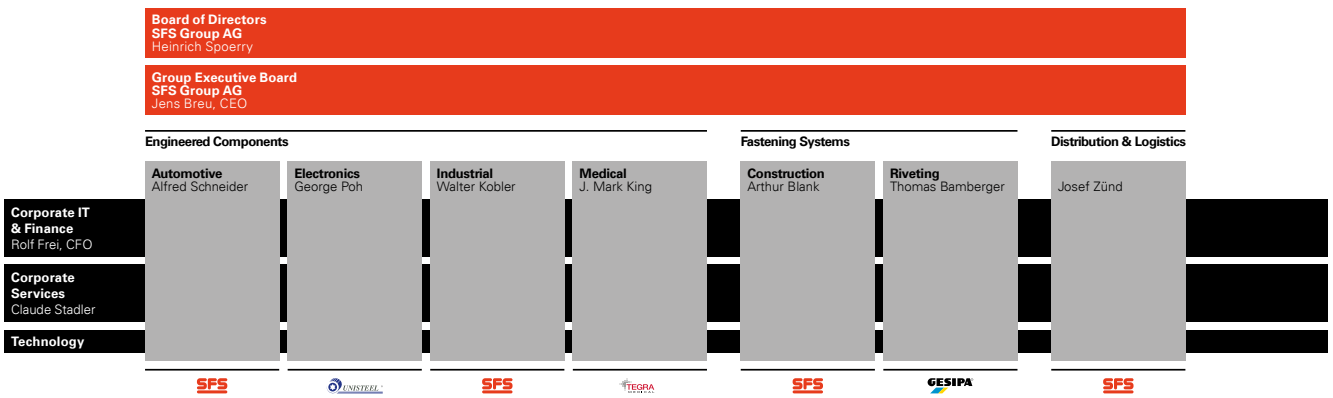 Board of Directors
SFS Group AG
Heinrich Spoerry
Group Executive Board
SFS Group AG
Jens Breu, CEO
Engineered Components
Fastening Systems
Distribution & Logistics
Automotive
Alfred Schneider
Electronics
George Poh
Industrial
Walter Kobler
Medical
J. Mark King
Construction
Arthur Blank
Riveting
Thomas Bamberger
Josef Zünd
Corporate IT
& Finance
Rolf Frei, CFO
Corporate
Services
Claude Stadler
Technology
SFS
UNISTEEL
SFS
TEGRA
MEDICAL
SFS
GESIPA
SFS